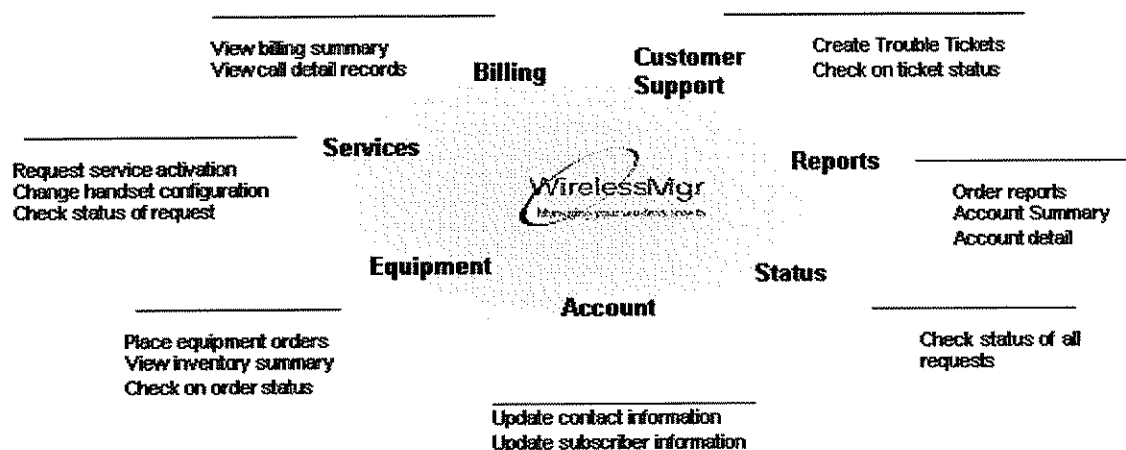 View billing summary
View call detail records
Billing
Customer
Support
Create Trouble Tickets
Check on ticket status
Services
Request service activation
Change handset configuration
Check status of request
WirelessMgr
Managing your wireless
Reports
Order reports
Account Summary
Account detail
Equipment
Place equipment orders
View inventory summary
Check on order status
Status
Check status of all
requests
Account
Update contact information
Update subscriber information